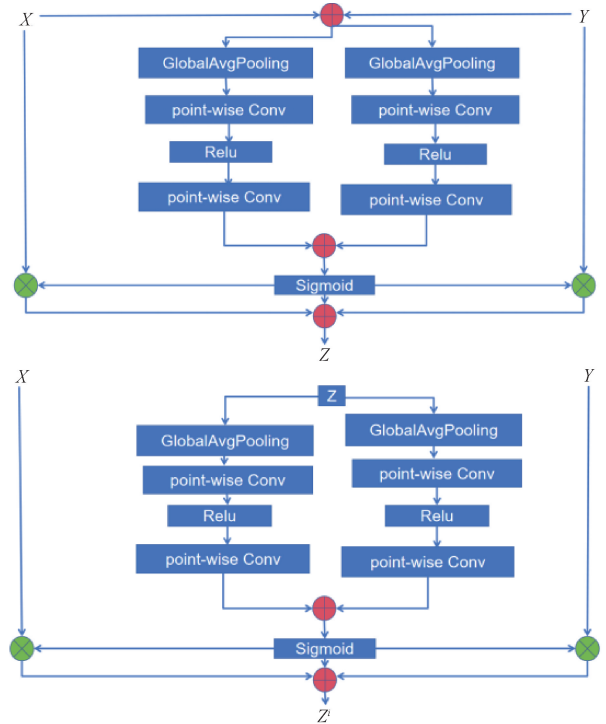 X Y
GlobalAvgPooling GlobalAvgPooling
point-wise Conv point-wise Conv
Relu Relu
point-wise Conv point-wise Conv
Sigmoid
Z
X Y
Z
GlobalAvgPooling GlobalAvgPooling
point-wise Conv point-wise Conv
Relu Relu
point-wise Conv point-wise Conv
Sigmoid
Zᵗ